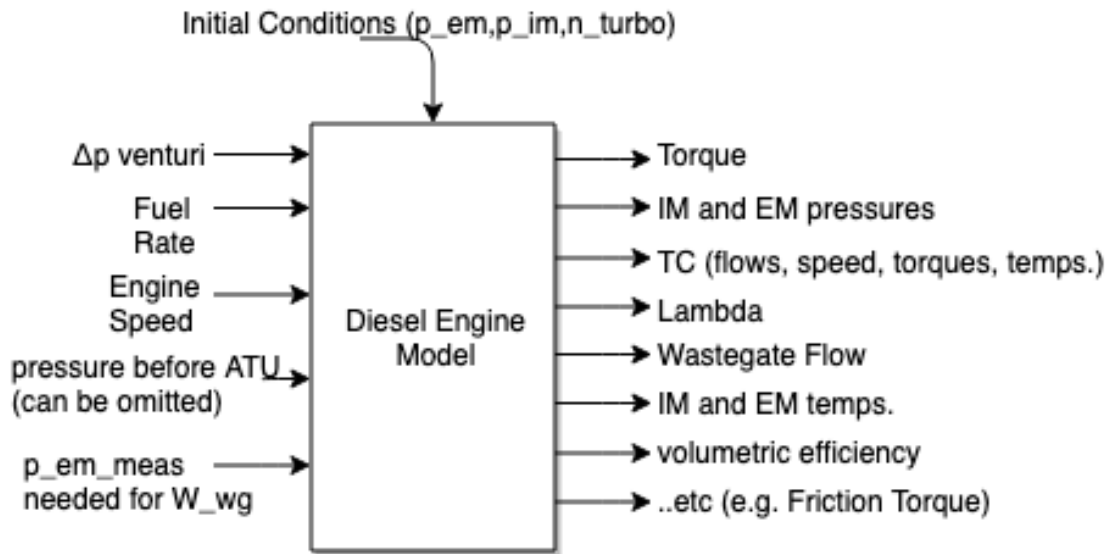 Initial Conditions (p_em,p_im,n_turbo)
Δp venturi
Fuel
Rate
Engine
Speed
pressure before ATU
(can be omitted)
p_em_meas
needed for W_wg
Diesel Engine
Model
Torque
IM and EM pressures
TC (flows, speed, torques, temps.)
Lambda
Wastegate Flow
IM and EM temps.
volumetric efficiency
..etc (e.g. Friction Torque)